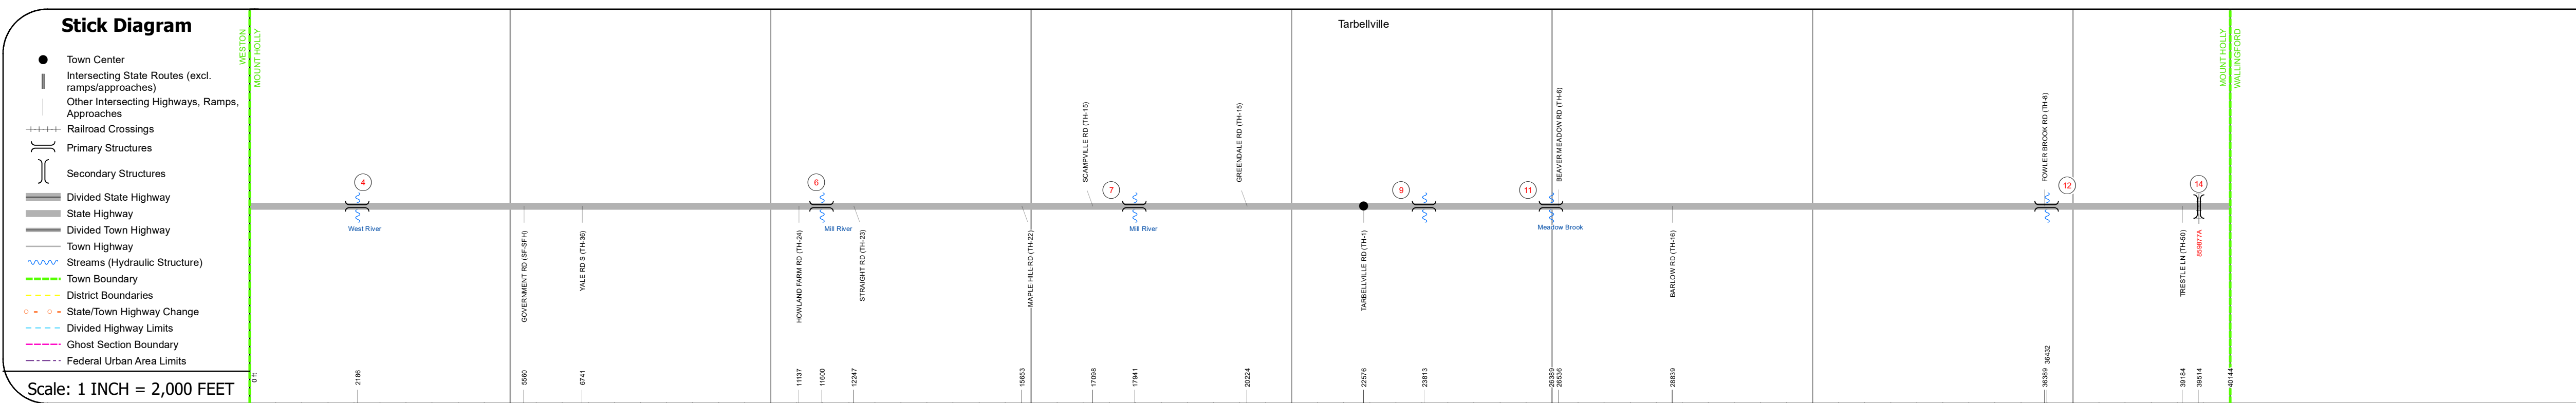 Stick Diagram
Town Center
Intersecting State Routes (excl.
ramps/approaches)
Other Intersecting Highways, Ramps,
Approaches
Railroad Crossings
Primary Structures
Secondary Structures
Divided State Highway
State Highway
Divided Town Highway
Town Highway
Streams (Hydraulic Structure)
Town Boundary
District Boundaries
State/Town Highway Change
Divided Highway Limits
Ghost Section Boundary
Federal Urban Area Limits
Scale: 1 INCH = 2,000 FEET
WESTON
MOUNT HOLLY
Tarbellville
MOUNT HOLLY
WALLINGFORD
SCAMPVILLE RD (TH-15)
GREENDALE RD (TH-15)
BEAVER MEADOW RD (TH-6)
FOWLER BROOK RD (TH-8)
4
6
7
9
11
12
14
West River
Mill River
Mill River
Meadow Brook
GOVERNMENT RD (SF-SFH)
YALE RD S (TH-36)
HOWLAND FARM RD (TH-24)
STRAIGHT RD (TH-23)
MAPLE HILL RD (TH-22)
TARBELLVILLE RD (TH-1)
BARLOW RD (TH-16)
TRESTLE LN (TH-50)
859877A
0 ft
2186
5560
6741
11137
11600
12247
15653
17098
17941
20224
22576
23813
26389
26536
28839
36389
36432
39184
39514
40144